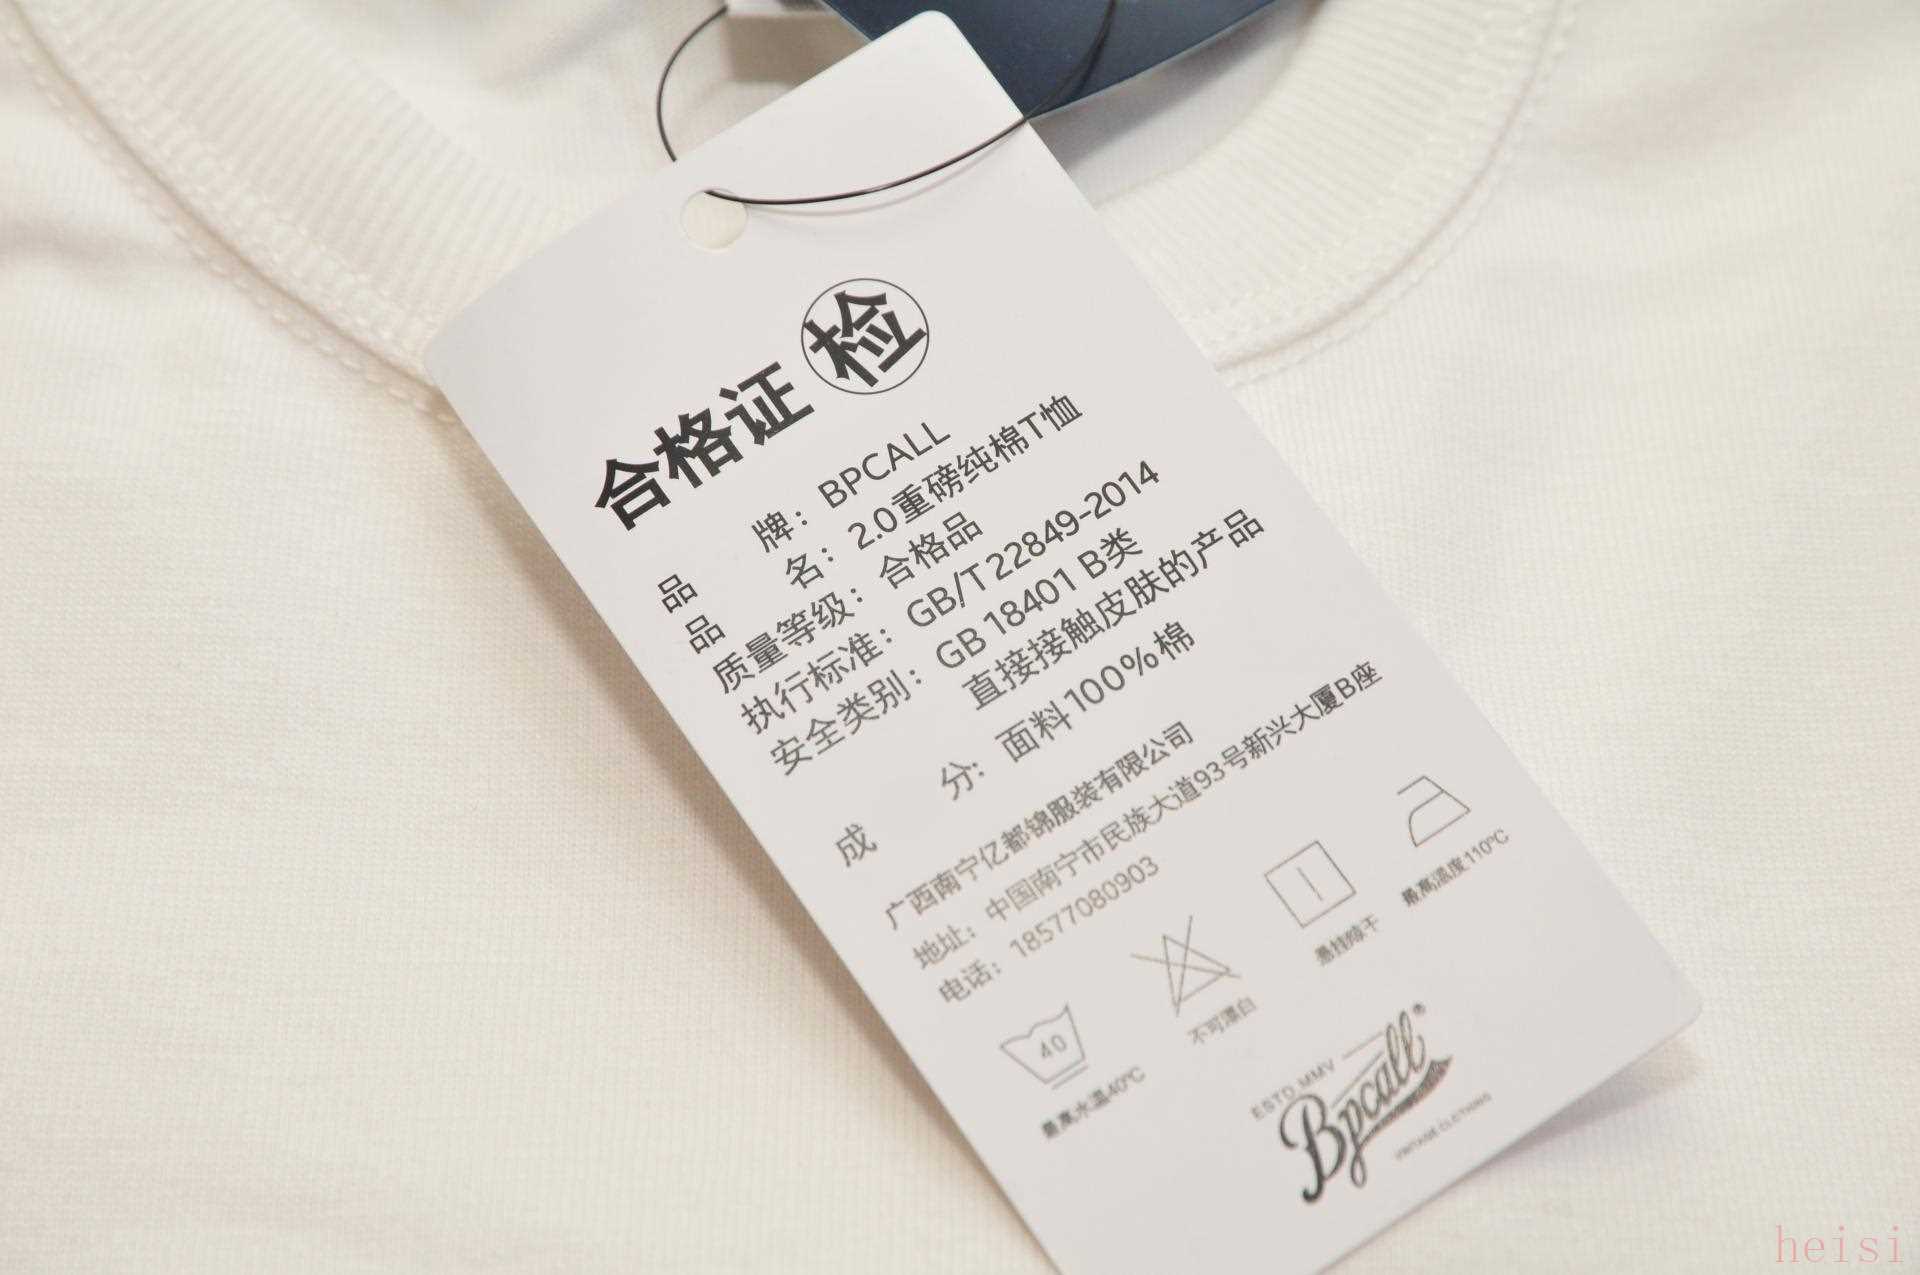 合格证 检
品牌：BPCALL
品名：2.0重磅纯棉T恤
质量等级：合格品
执行标准：GB/T 22849-2014
安全类别：GB 18401 B类
直接接触皮肤的产品
成分：面料100%棉
广西南宁亿都锦服装有限公司
地址：中国南宁市民族大道93号新兴大厦B座
电话：18577080903
40
最高水温40℃
不可漂白
悬挂晾干
最高温度110℃
ESTD MMV
Bpcall®
VINTAGE CLOTHING
heisi